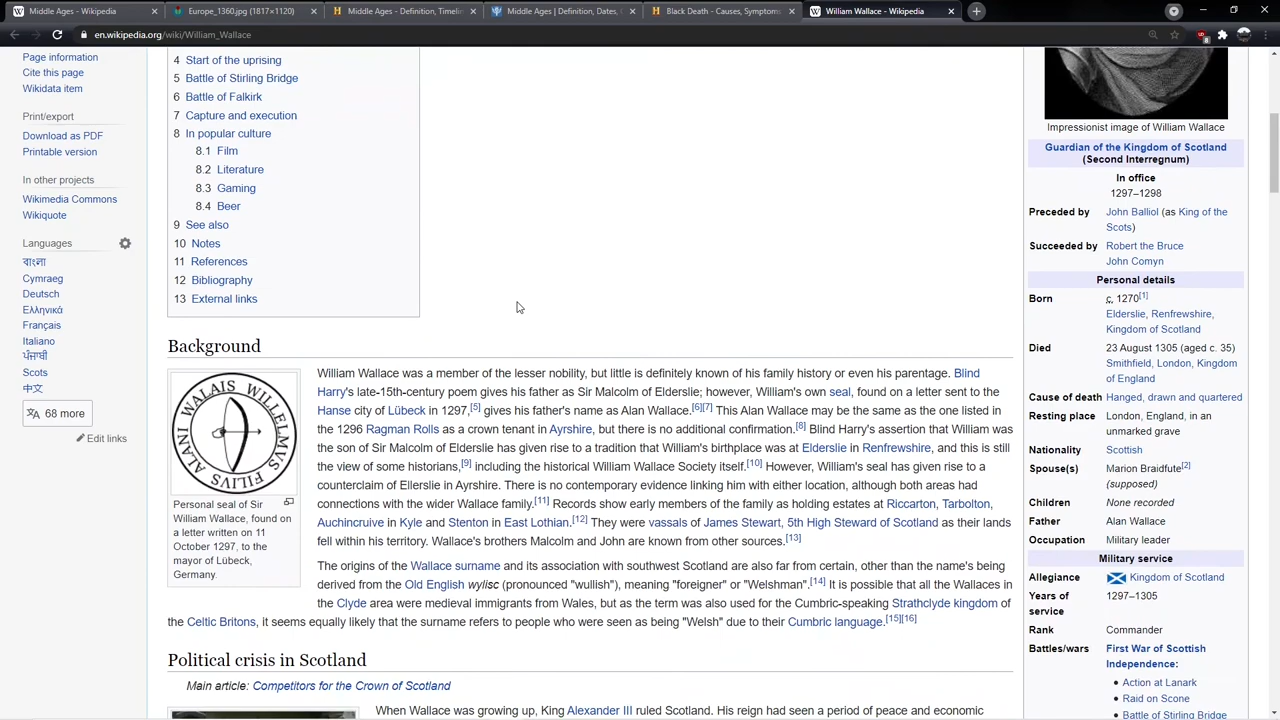 Middle Ages - Wikipedia
Europe_1360.jpg (1817×1120)
Middle Ages - Definition, Timelin
Middle Ages | Definition, Dates, C
Black Death - Causes, Symptoms
William Wallace - Wikipedia
en.wikipedia.org/wiki/William_Wallace
Page information
Cite this page
Wikidata item
Print/export
Download as PDF
Printable version
In other projects
Wikimedia Commons
Wikiquote
Languages
বাংলা
Cymraeg
Deutsch
Ελληνικά
Français
Italiano
ਪੰਜਾਬੀ
Scots
中文
68 more
Edit links
4 Start of the uprising
5 Battle of Stirling Bridge
6 Battle of Falkirk
7 Capture and execution
8 In popular culture
8.1 Film
8.2 Literature
8.3 Gaming
8.4 Beer
9 See also
10 Notes
11 References
12 Bibliography
13 External links
Background
WALAIS WILLELMVS FILIVS ALAIN
Personal seal of Sir
William Wallace, found on
a letter written on 11
October 1297, to the
mayor of Lübeck,
Germany.
William Wallace was a member of the lesser nobility, but little is definitely known of his family history or even his parentage. Blind
Harry's late-15th-century poem gives his father as Sir Malcolm of Elderslie; however, William's own seal, found on a letter sent to the
Hanse city of Lübeck in 1297,[5] gives his father's name as Alan Wallace.[6][7] This Alan Wallace may be the same as the one listed in
the 1296 Ragman Rolls as a crown tenant in Ayrshire, but there is no additional confirmation.[8] Blind Harry's assertion that William was
the son of Sir Malcolm of Elderslie has given rise to a tradition that William's birthplace was at Elderslie in Renfrewshire, and this is still
the view of some historians,[9] including the historical William Wallace Society itself.[10] However, William's seal has given rise to a
counterclaim of Ellerslie in Ayrshire. There is no contemporary evidence linking him with either location, although both areas had
connections with the wider Wallace family.[11] Records show early members of the family as holding estates at Riccarton, Tarbolton,
Auchincruive in Kyle and Stenton in East Lothian.[12] They were vassals of James Stewart, 5th High Steward of Scotland as their lands
fell within his territory. Wallace's brothers Malcolm and John are known from other sources.[13]
The origins of the Wallace surname and its association with southwest Scotland are also far from certain, other than the name's being
derived from the Old English wylisc (pronounced "wullish"), meaning "foreigner" or "Welshman".[14] It is possible that all the Wallaces in
the Clyde area were medieval immigrants from Wales, but as the term was also used for the Cumbric-speaking Strathclyde kingdom of
the Celtic Britons, it seems equally likely that the surname refers to people who were seen as being "Welsh" due to their Cumbric language.[15][16]
Political crisis in Scotland
Main article: Competitors for the Crown of Scotland
When Wallace was growing up, King Alexander III ruled Scotland. His reign had seen a period of peace and economic
Impressionist image of William Wallace
Guardian of the Kingdom of Scotland
(Second Interregnum)
In office
1297–1298
Preceded by John Balliol (as King of the
Scots)
Succeeded by Robert the Bruce
John Comyn
Personal details
Born c. 1270[1]
Elderslie, Renfrewshire,
Kingdom of Scotland
Died 23 August 1305 (aged c. 35)
Smithfield, London, Kingdom
of England
Cause of death Hanged, drawn and quartered
Resting place London, England, in an
unmarked grave
Nationality Scottish
Spouse(s) Marion Braidfute[2]
(supposed)
Children None recorded
Father Alan Wallace
Occupation Military leader
Military service
Allegiance Kingdom of Scotland
Years of 1297–1305
service
Rank Commander
Battles/wars First War of Scottish
Independence:
• Action at Lanark
• Raid on Scone
• Battle of Stirling Bridge